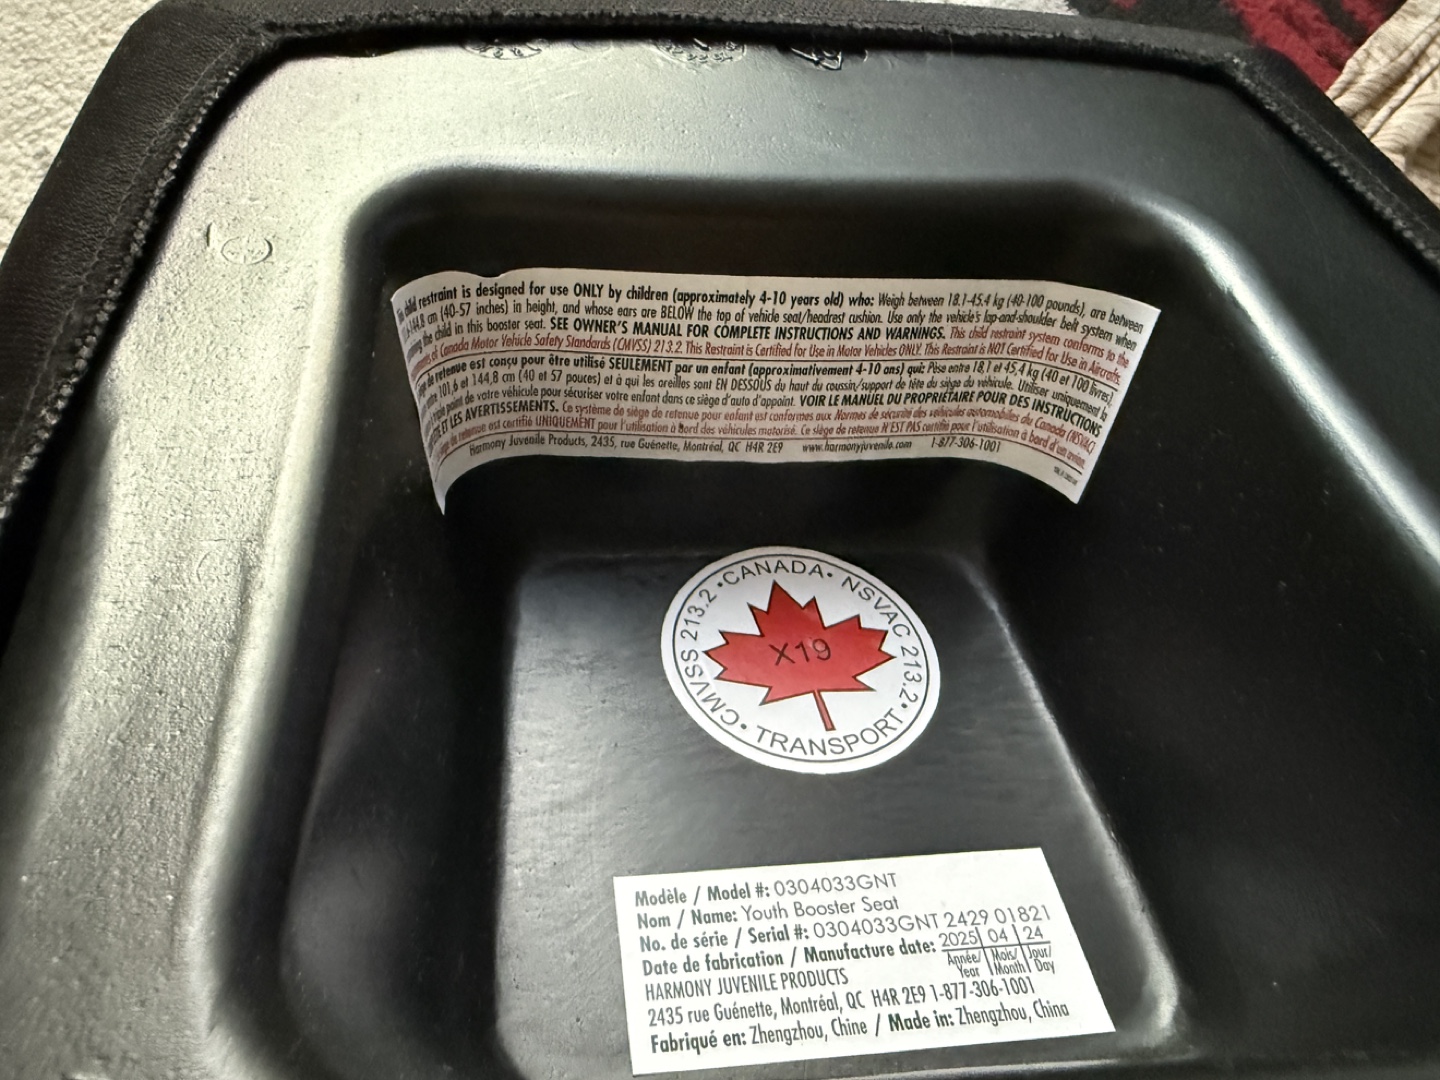 child restraint is designed for use ONLY by children (approximately 4-10 years old) who: Weigh between 18.1-45.4 kg (40-100 pounds), are between
144,8 cm (40-57 inches) in height, and whose ears are BELOW the top of vehicle seat/headrest cushion. Use only the vehicle's lap-and-shoulder belt system when
the child in this booster seat. SEE OWNER'S MANUAL FOR COMPLETE INSTRUCTIONS AND WARNINGS. This child restraint system conforms to the
of Canada Motor Vehicle Safety Standards (CMVSS) 213.2. This Restraint is Certified for Use in Motor Vehicles ONLY. This Restraint is NOT Certified for Use in Aircrafts.
de retenue est conçu pour être utilisé SEULEMENT par un enfant (approximativement 4-10 ans) qui: Pèse entre 18,1 et 45,4 kg (40 et 100 livres),
101,6 et 144,8 cm (40 et 57 pouces) et à qui les oreilles sont EN DESSOUS du haut du coussin/support de tête du siège du véhicule. Utiliser uniquement la
point de votre véhicule pour sécuriser votre enfant dans ce siège d'auto d'appoint. VOIR LE MANUEL DU PROPRIÉTAIRE POUR DES INSTRUCTIONS
ET LES AVERTISSEMENTS. Ce système de siège de retenue pour enfant est conformes aux Normes de sécurité des véhicules automobiles du Canada (NSVAC)
de retenue est certifié UNIQUEMENT pour l'utilisation à bord des véhicules motorisé. Ce siège de retenue N'EST PAS certifié pour l'utilisation à bord d'un avion.
Harmony Juvenile Products, 2435, rue Guénette, Montréal, QC H4R 2E9 www.harmonyjuvenile.com 1-877-306-1001
CMVSS 213.2 • CANADA • NSVAC 213.2 • TRANSPORT •
X19
Modèle / Model #: 0304033GNT
Nom / Name: Youth Booster Seat
No. de série / Serial #: 0304033GNT 2429 01821
Date de fabrication / Manufacture date: 2025 04 24
Année/ Year Mois/ Month Jour/ Day
HARMONY JUVENILE PRODUCTS
2435 rue Guénette, Montréal, QC H4R 2E9 1-877-306-1001
Fabriqué en: Zhengzhou, Chine / Made in: Zhengzhou, China